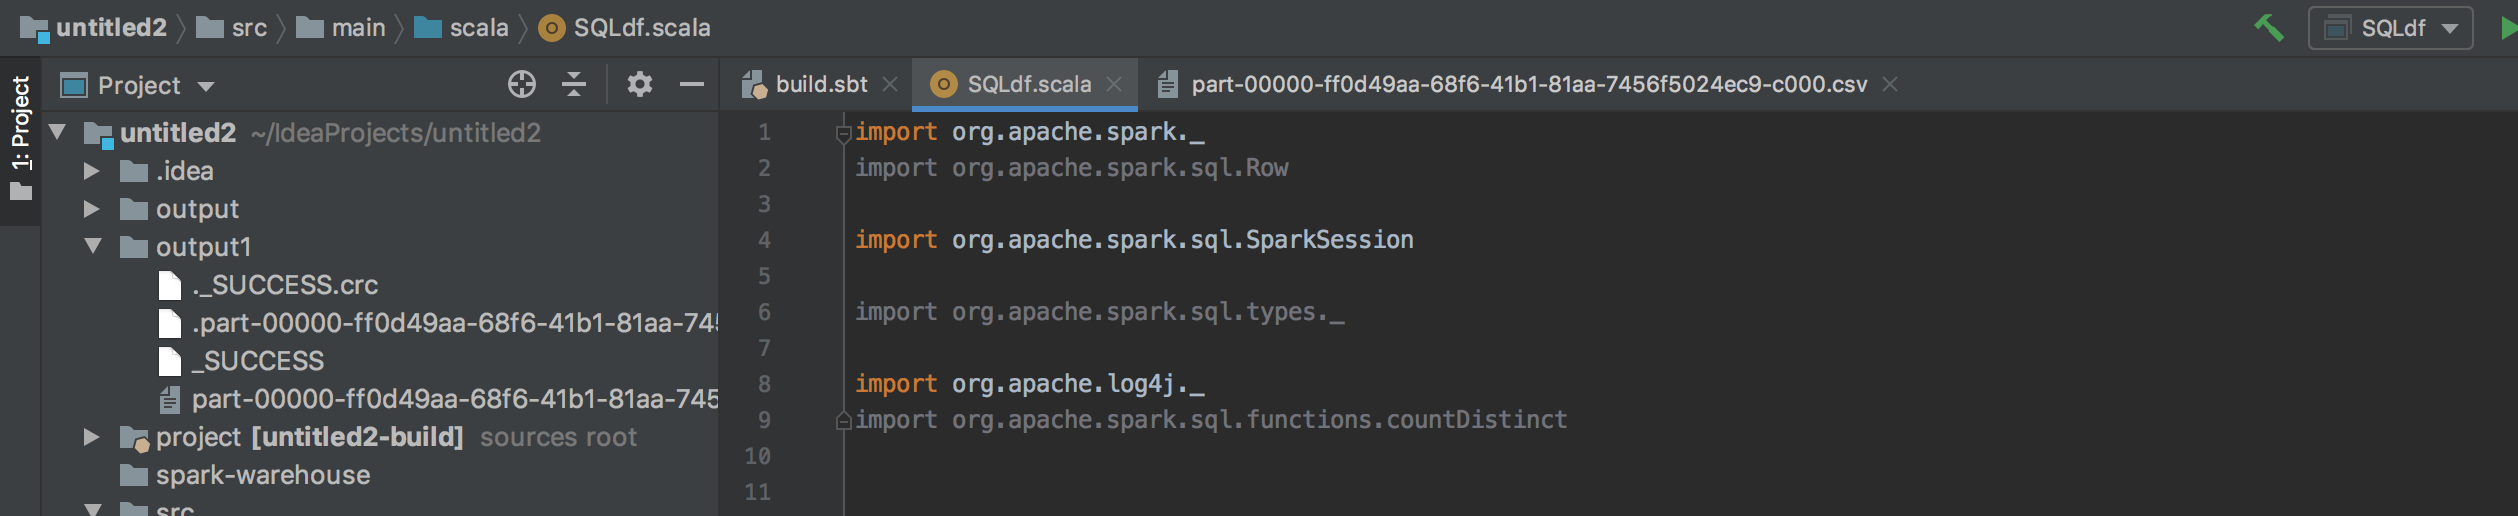 untitled2 src main scala SQLdf.scala SQLdf
1: Project
Project
untitled2 ~/IdeaProjects/untitled2
.idea
output
output1
._SUCCESS.crc
.part-00000-ff0d49aa-68f6-41b1-81aa-745
_SUCCESS
part-00000-ff0d49aa-68f6-41b1-81aa-745
project [untitled2-build] sources root
spark-warehouse
src
build.sbt SQLdf.scala part-00000-ff0d49aa-68f6-41b1-81aa-7456f5024ec9-c000.csv
1 import org.apache.spark._
2 import org.apache.spark.sql.Row
3
4 import org.apache.spark.sql.SparkSession
5
6 import org.apache.spark.sql.types._
7
8 import org.apache.log4j._
9 import org.apache.spark.sql.functions.countDistinct
10
11